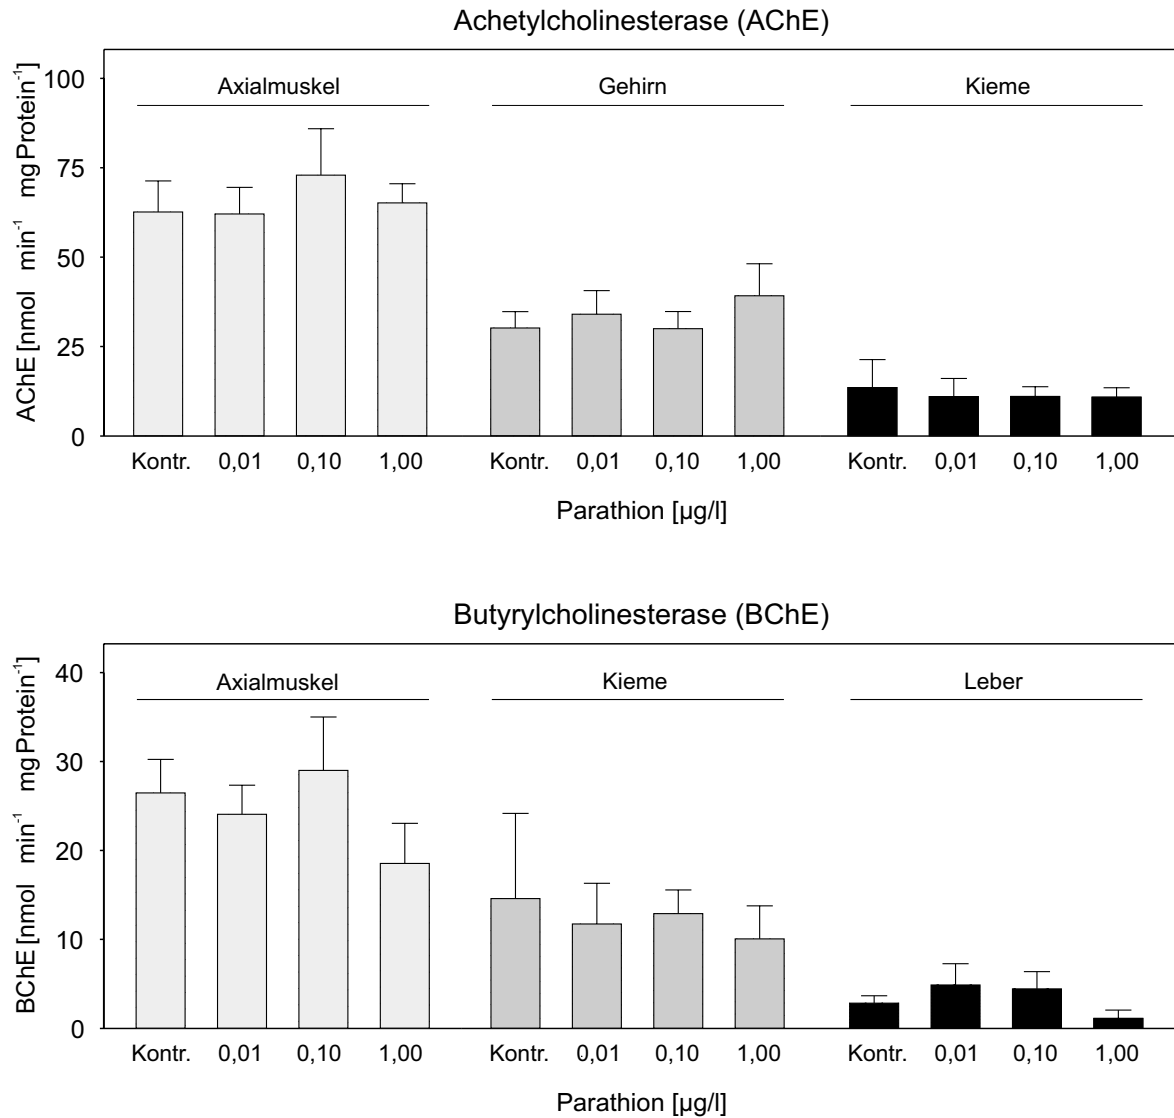 Achetylcholinesterase (AChE)
AChE [nmol min⁻¹ mg Protein⁻¹]
100
75
50
25
0
Axialmuskel Gehirn Kieme
Kontr. 0,01 0,10 1,00 Kontr. 0,01 0,10 1,00 Kontr. 0,01 0,10 1,00
Parathion [µg/l]
Butyrylcholinesterase (BChE)
BChE [nmol min⁻¹ mg Protein⁻¹]
40
30
20
10
0
Axialmuskel Kieme Leber
Kontr. 0,01 0,10 1,00 Kontr. 0,01 0,10 1,00 Kontr. 0,01 0,10 1,00
Parathion [µg/l]